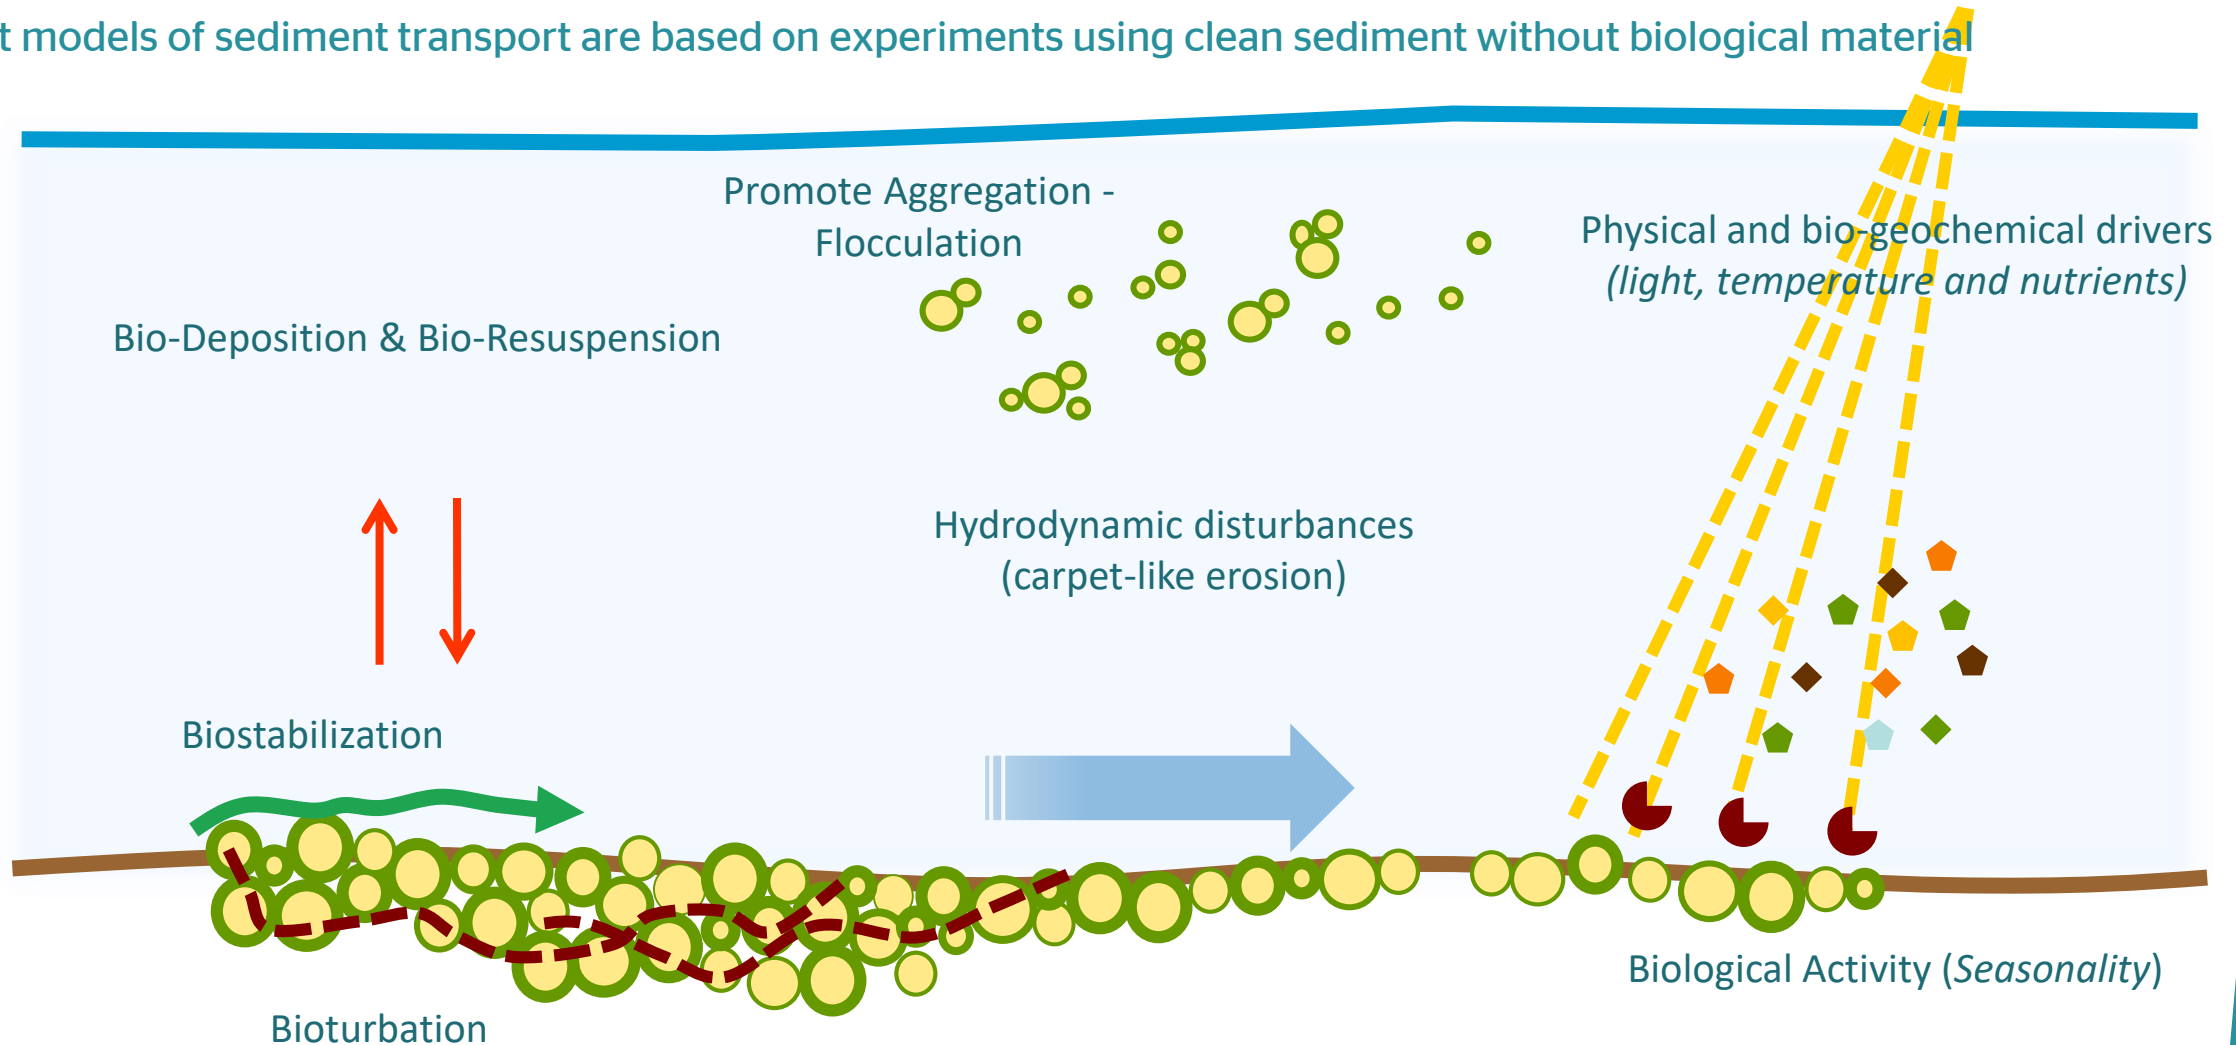 t models of sediment transport are based on experiments using clean sediment without biological material
Promote Aggregation -
Flocculation
Physical and bio-geochemical drivers
(light, temperature and nutrients)
Bio-Deposition & Bio-Resuspension
Hydrodynamic disturbances
(carpet-like erosion)
Biostabilization
Biological Activity (Seasonality)
Bioturbation